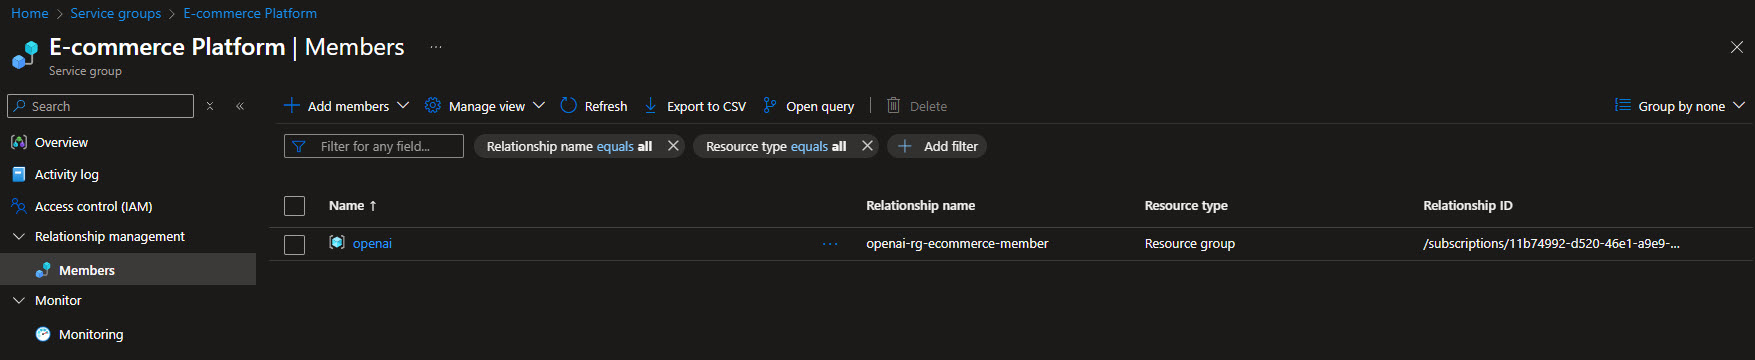 Home > Service groups > E-commerce Platform
E-commerce Platform | Members ...
Service group
Search
Add members
Manage view
Refresh
Export to CSV
Open query
Delete
Group by none
Overview
Activity log
Access control (IAM)
Relationship management
Members
Monitor
Monitoring
Filter for any field...
Relationship name equals all
Resource type equals all
Add filter
Name ↑ Relationship name Resource type Relationship ID
openai ... openai-rg-ecommerce-member Resource group /subscriptions/11b74992-d520-46e1-a9e9-...